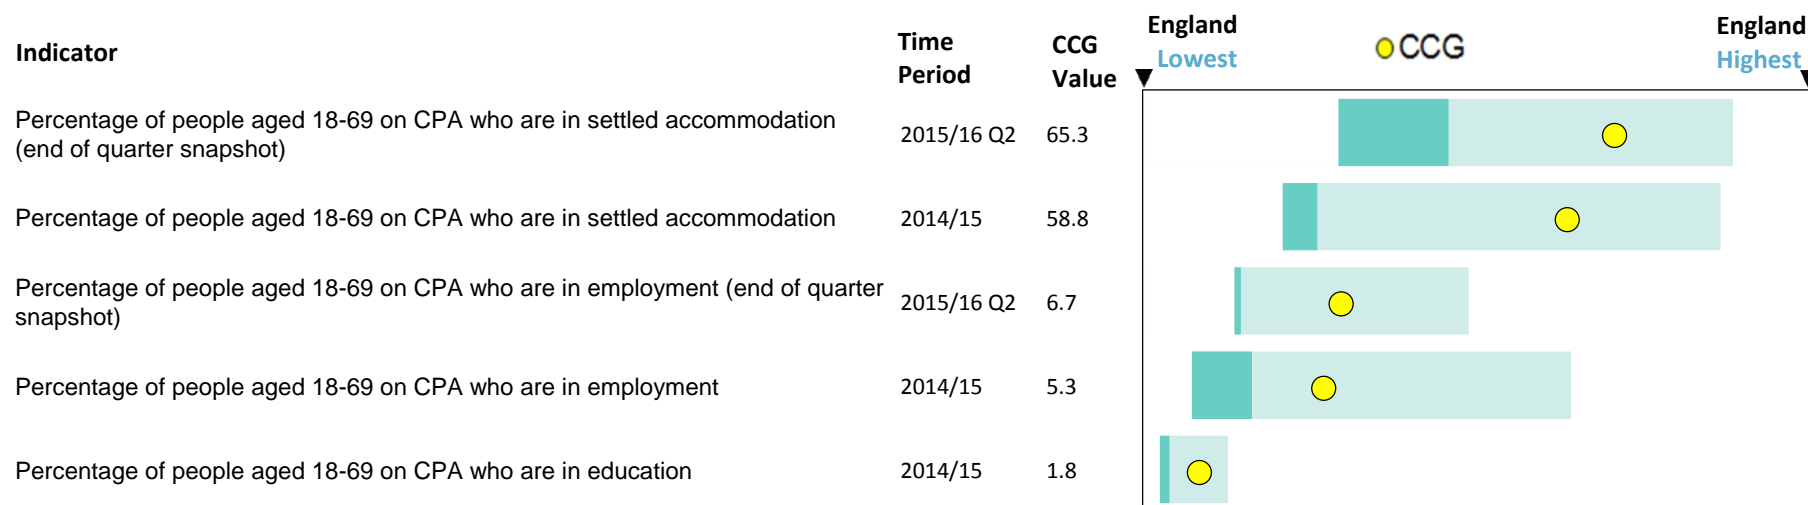 Indicator
Time
Period
CCG
Value
England
Lowest
CCG
England
Highest
Percentage of people aged 18-69 on CPA who are in settled accommodation
(end of quarter snapshot)
2015/16 Q2
65.3
Percentage of people aged 18-69 on CPA who are in settled accommodation
2014/15
58.8
Percentage of people aged 18-69 on CPA who are in employment (end of quarter
snapshot)
2015/16 Q2
6.7
Percentage of people aged 18-69 on CPA who are in employment
2014/15
5.3
Percentage of people aged 18-69 on CPA who are in education
2014/15
1.8